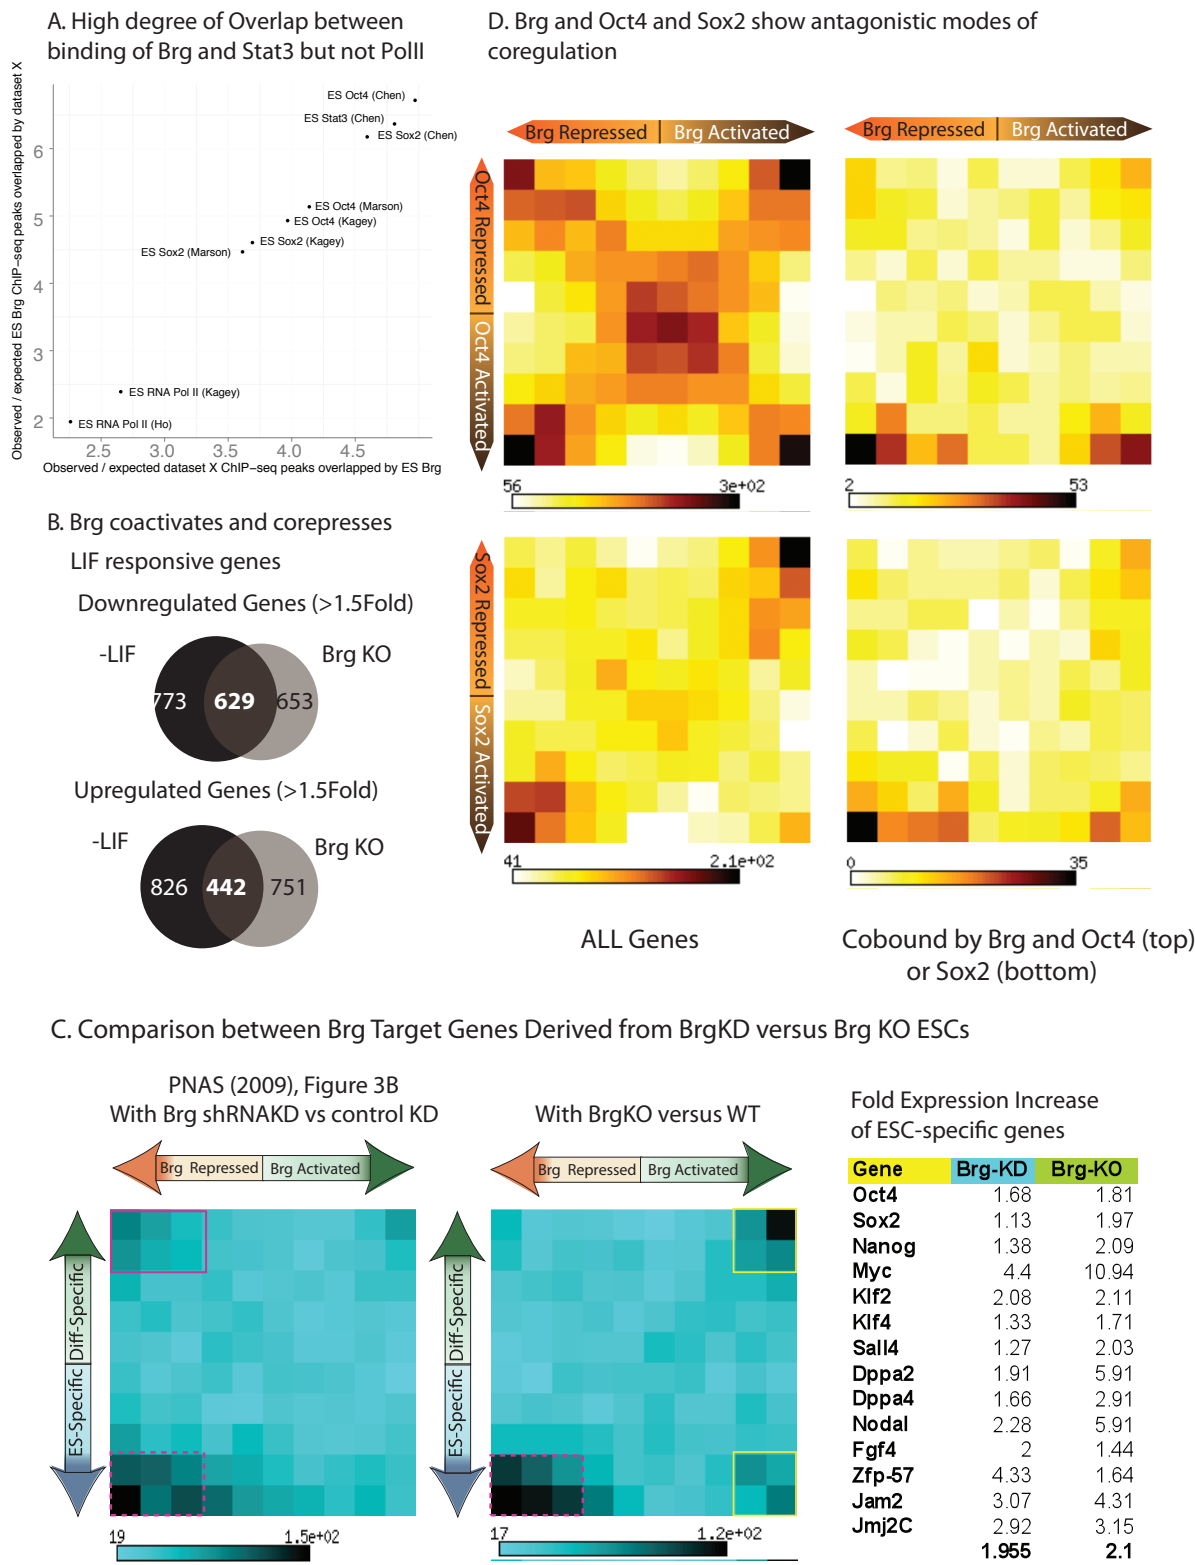 A. High degree of Overlap between
binding of Brg and Stat3 but not PolII
Observed / expected ES Brg ChIP−seq peaks overlapped by dataset X
ES Oct4 (Chen)
ES Stat3 (Chen)
ES Sox2 (Chen)
6
ES Oct4 (Marson)
5
ES Oct4 (Kagey)
ES Sox2 (Kagey)
ES Sox2 (Marson)
4
3
ES RNA Pol II (Kagey)
2
ES RNA Pol II (Ho)
2.5 3.0 3.5 4.0 4.5
Observed / expected dataset X ChIP−seq peaks overlapped by ES Brg
B. Brg coactivates and corepresses
LIF responsive genes
Downregulated Genes (>1.5Fold)
-LIF
Brg KO
773 629 653
Upregulated Genes (>1.5Fold)
-LIF
Brg KO
826 442 751
D. Brg and Oct4 and Sox2 show antagonistic modes of
coregulation
Brg Repressed Brg Activated
Brg Repressed Brg Activated
Oct4 Repressed
Oct4 Activated
56 3e+02
2 53
Sox2 Repressed
Sox2 Activated
41 2.1e+02
0 35
ALL Genes
Cobound by Brg and Oct4 (top)
or Sox2 (bottom)
C. Comparison between Brg Target Genes Derived from BrgKD versus Brg KO ESCs
PNAS (2009), Figure 3B
With Brg shRNAKD vs control KD
Brg Repressed Brg Activated
Diff-Specific
ES-Specific
19 1.5e+02
With BrgKO versus WT
Brg Repressed Brg Activated
Diff-Specific
ES-Specific
17 1.2e+02
Fold Expression Increase
of ESC-specific genes
Gene Brg-KD Brg-KO
Oct4 1.68 1.81
Sox2 1.13 1.97
Nanog 1.38 2.09
Myc 4.4 10.94
Klf2 2.08 2.11
Klf4 1.33 1.71
Sall4 1.27 2.03
Dppa2 1.91 5.91
Dppa4 1.66 2.91
Nodal 2.28 5.91
Fgf4 2 1.44
Zfp-57 4.33 1.64
Jam2 3.07 4.31
Jmj2C 2.92 3.15
1.955 2.1